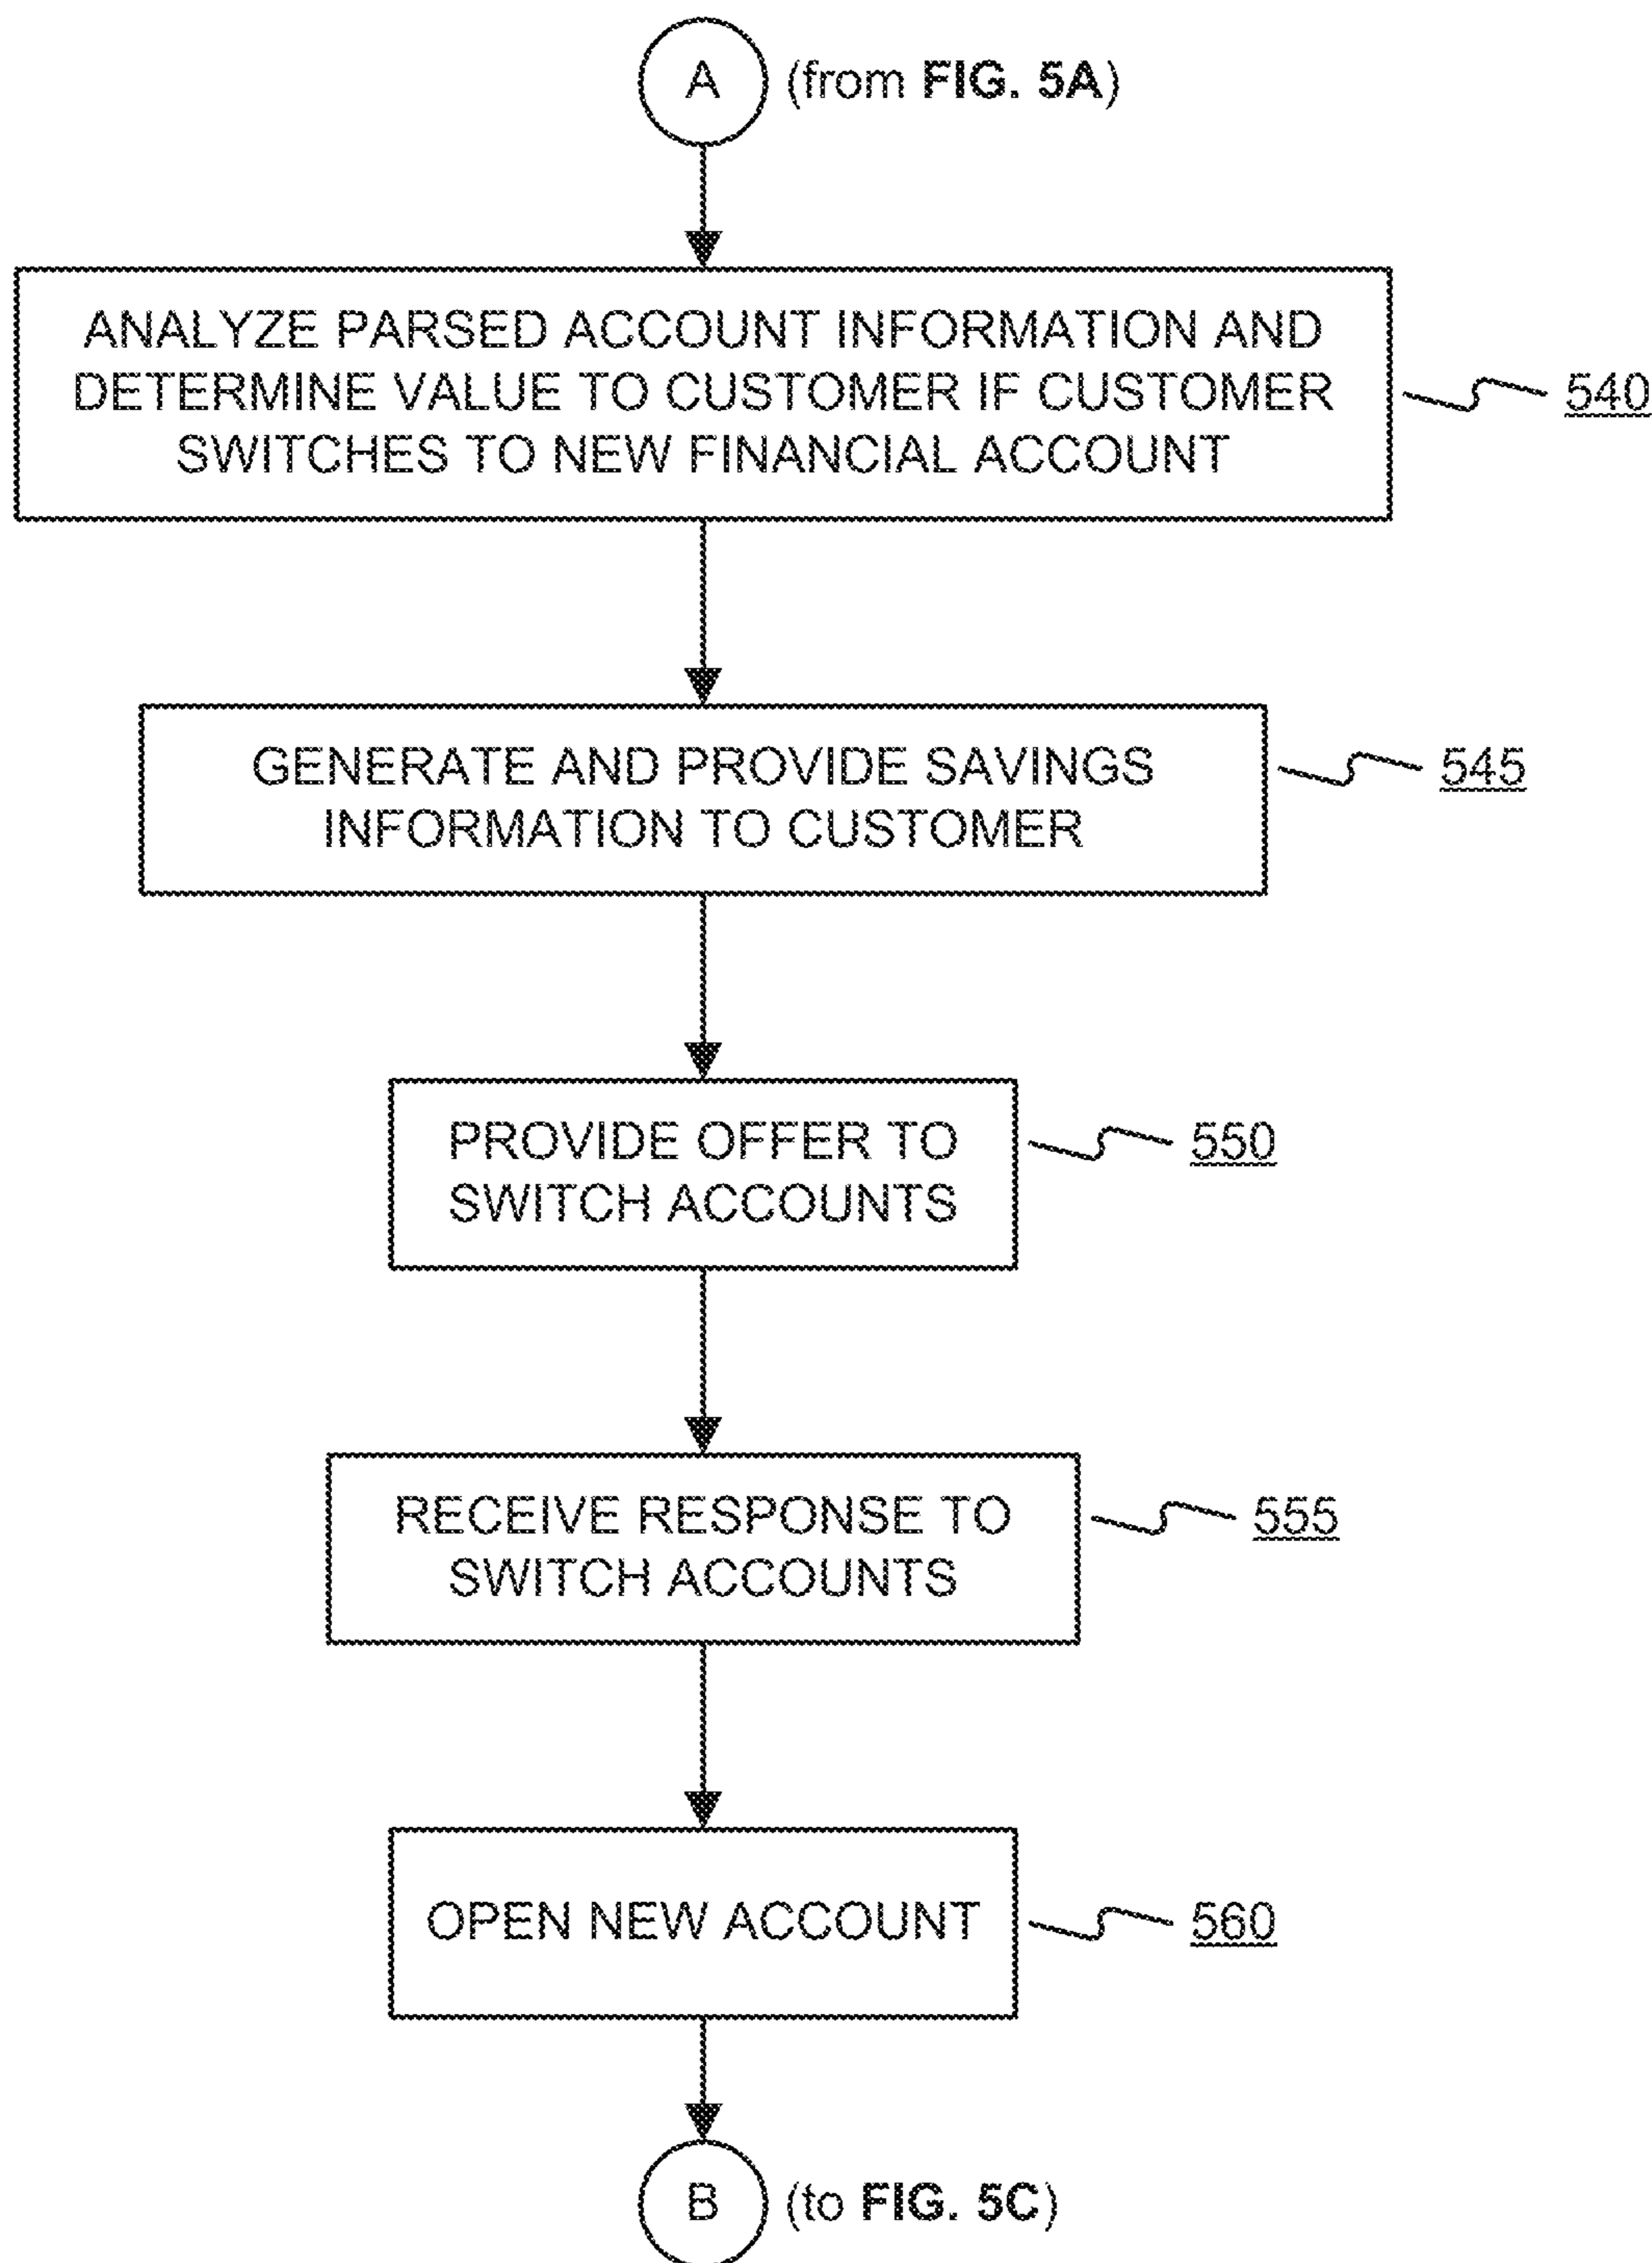 A (from FIG. 5A)
ANALYZE PARSED ACCOUNT INFORMATION AND
DETERMINE VALUE TO CUSTOMER IF CUSTOMER
SWITCHES TO NEW FINANCIAL ACCOUNT
540
GENERATE AND PROVIDE SAVINGS
INFORMATION TO CUSTOMER
545
PROVIDE OFFER TO
SWITCH ACCOUNTS
550
RECEIVE RESPONSE TO
SWITCH ACCOUNTS
555
OPEN NEW ACCOUNT
560
B (to FIG. 5C)